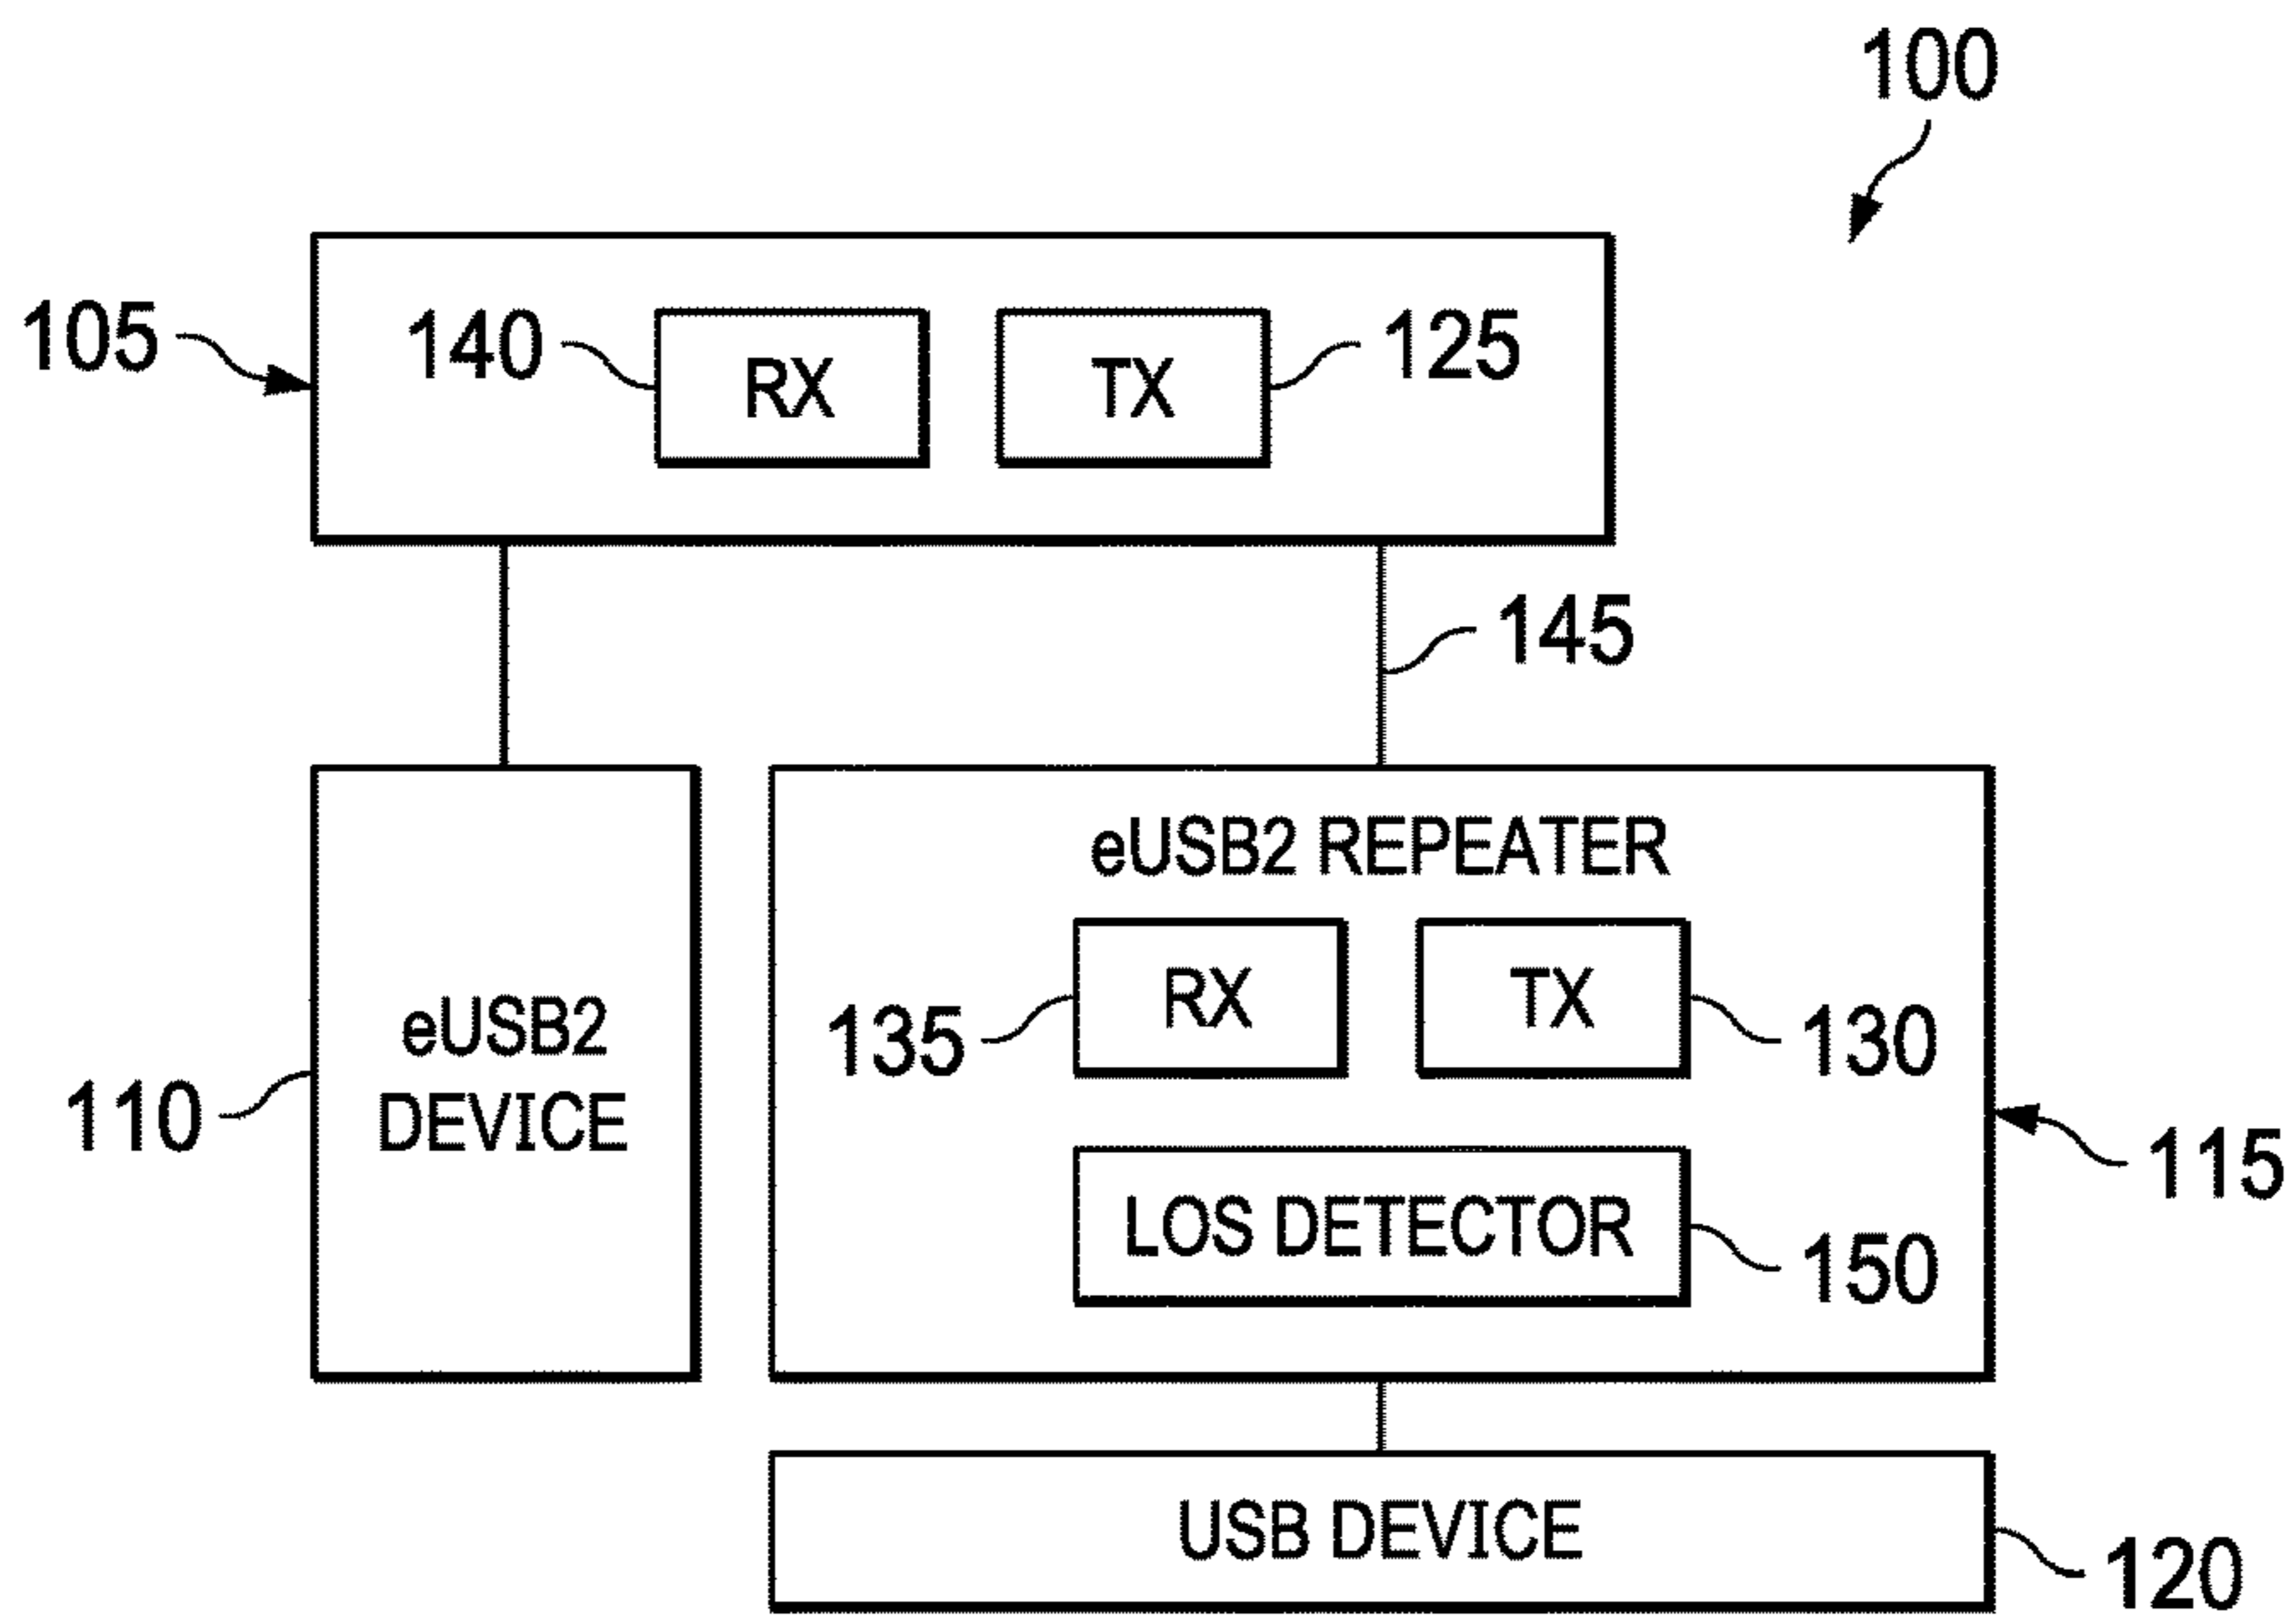 100
105
140
RX
TX
125
145
eUSB2 REPEATER
eUSB2
DEVICE
110
135
RX
TX
130
LOS DETECTOR
150
115
USB DEVICE
120